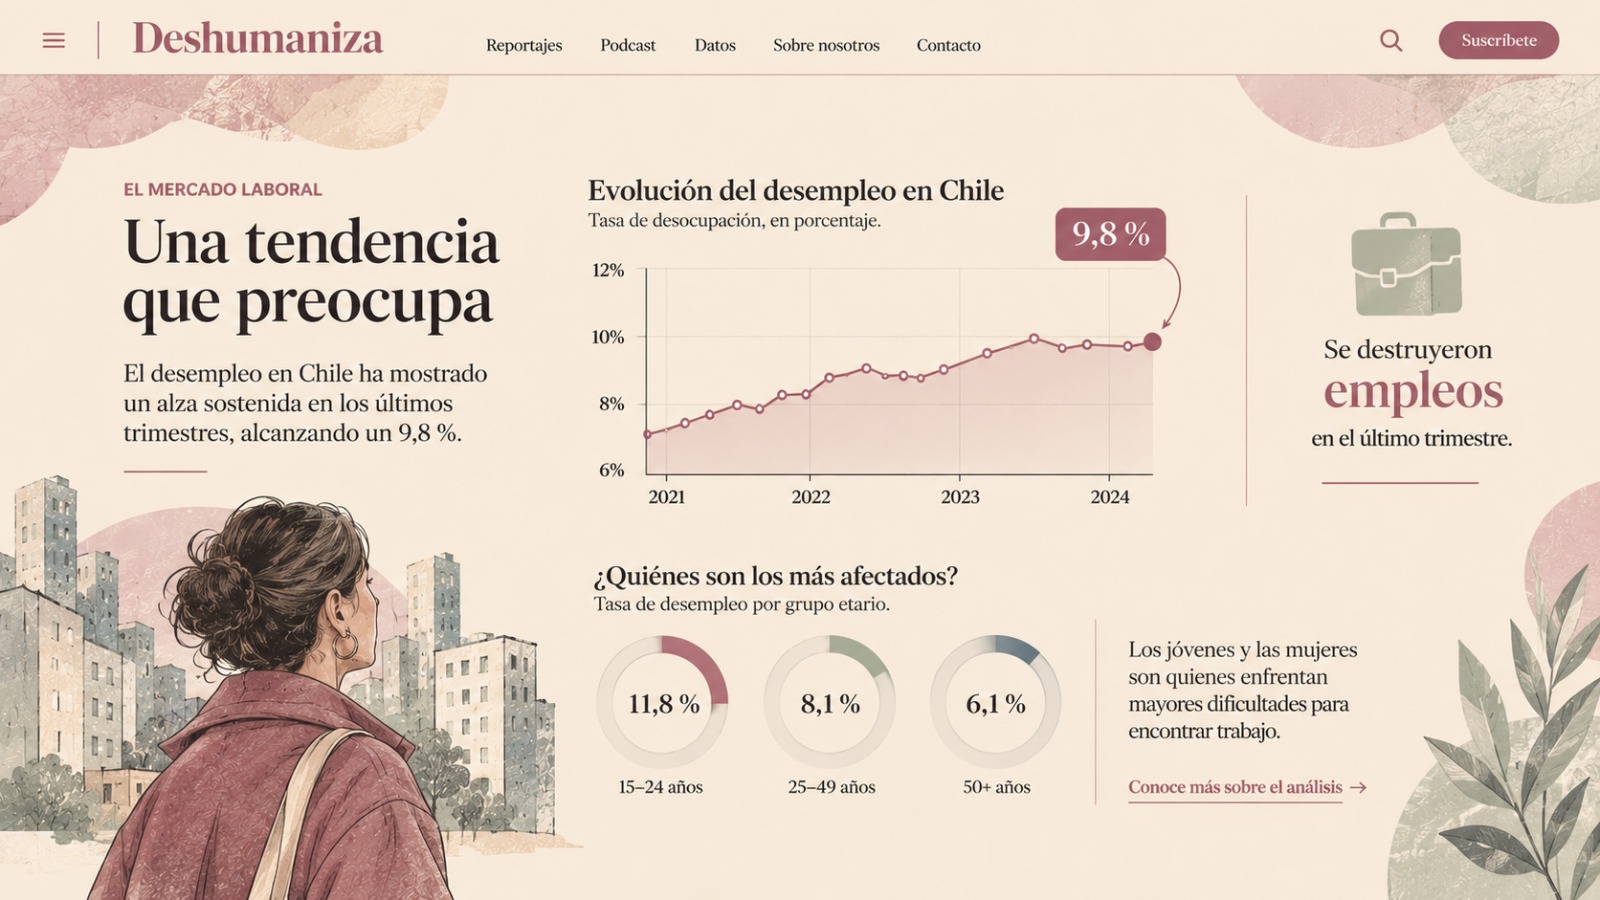 Deshumaniza
Reportajes
Podcast
Datos
Sobre nosotros
Contacto
Suscríbete
EL MERCADO LABORAL
Una tendencia
que preocupa
El desempleo en Chile ha mostrado
un alza sostenida en los últimos
trimestres, alcanzando un 9,8 %.
Evolución del desempleo en Chile
Tasa de desocupación, en porcentaje.
9,8 %
12%
10%
8%
6%
2021
2022
2023
2024
Se destruyeron
empleos
en el último trimestre.
¿Quiénes son los más afectados?
Tasa de desempleo por grupo etario.
11,8 %
8,1 %
6,1 %
15–24 años
25–49 años
50+ años
Los jóvenes y las mujeres
son quienes enfrentan
mayores dificultades para
encontrar trabajo.
Conoce más sobre el análisis →